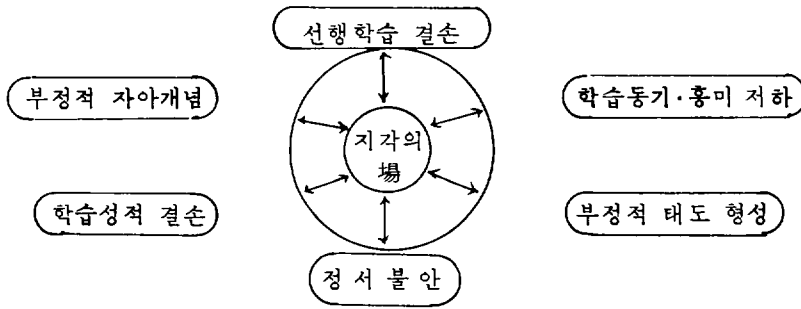 선행학습 결손
부정적 자아개념
학습동기·흥미 저하
지각의
場
학습성적 결손
부정적 태도 형성
정서불안